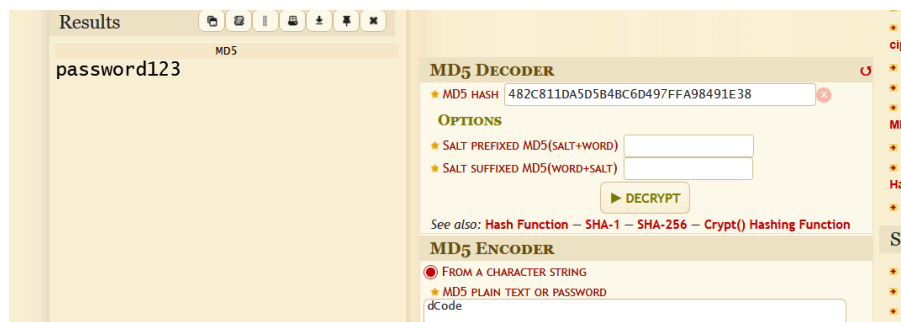 Results
MD5
password123
MD5 DECODER
MD5 HASH 482C811DA5D5B4BC6D497FFA98491E38
OPTIONS
SALT PREFIXED MD5(SALT+WORD)
SALT SUFFIXED MD5(WORD+SALT)
DECRYPT
See also: Hash Function – SHA-1 – SHA-256 – Crypt() Hashing Function
MD5 ENCODER
FROM A CHARACTER STRING
MD5 PLAIN TEXT OR PASSWORD
dCode